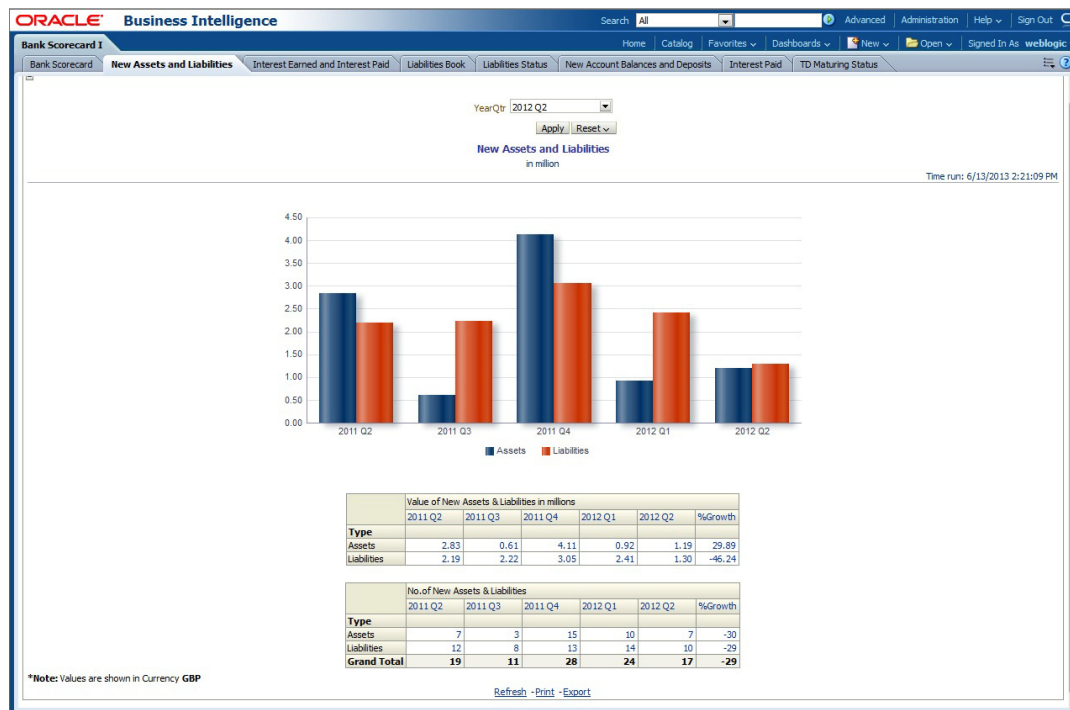 ORACLE Business Intelligence Search All Advanced Administration Help Sign Out
Bank Scorecard I Home Catalog Favorites Dashboards New Open Signed In As weblogic
Bank Scorecard New Assets and Liabilities Interest Earned and Interest Paid Liabilities Book Liabilities Status New Account Balances and Deposits Interest Paid TD Maturing Status
YearQtr 2012 Q2
Apply Reset
New Assets and Liabilities
in million
Time run: 6/13/2013 2:21:09 PM
4.50
4.00
3.50
3.00
2.50
2.00
1.50
1.00
0.50
0.00
2011 Q2 2011 Q3 2011 Q4 2012 Q1 2012 Q2
Assets Liabilities
Value of New Assets & Liabilities in millions
2011 Q2 2011 Q3 2011 Q4 2012 Q1 2012 Q2 %Growth
Type
Assets 2.83 0.61 4.11 0.92 1.19 29.89
Liabilities 2.19 2.22 3.05 2.41 1.30 -46.24
No.of New Assets & Liabilities
2011 Q2 2011 Q3 2011 Q4 2012 Q1 2012 Q2 %Growth
Type
Assets 7 3 15 10 7 -30
Liabilities 12 8 13 14 10 -29
Grand Total 19 11 28 24 17 -29
*Note: Values are shown in Currency GBP
Refresh - Print - Export